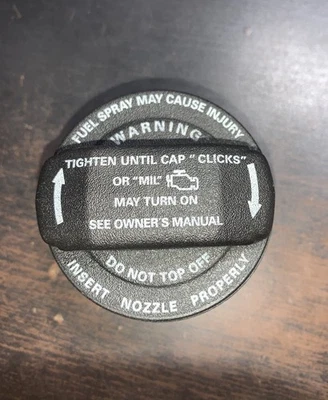 FUEL SPRAY MAY CAUSE INJURY
WARNING
TIGHTEN UNTIL CAP "CLICKS"
OR "MIL"
MAY TURN ON
SEE OWNER'S MANUAL
DO NOT TOP OFF
INSERT NOZZLE PROPERLY